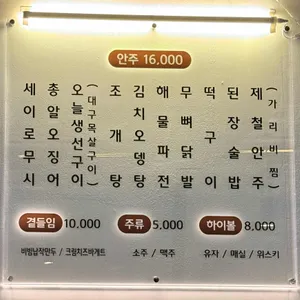 안주 16.000
세이로무시
총알오징어
오늘생선구이
(대구목살구이)
조개탕
김치오뎅탕
해물파전
무뼈닭발
떡구이
된장술밥
제철안주
(가리비찜)
곁들임 10.000
비빔납작만두 / 크림치즈바게트
주류 5.000
소주 / 맥주
하이볼 8.000
유자 / 매실 / 위스키